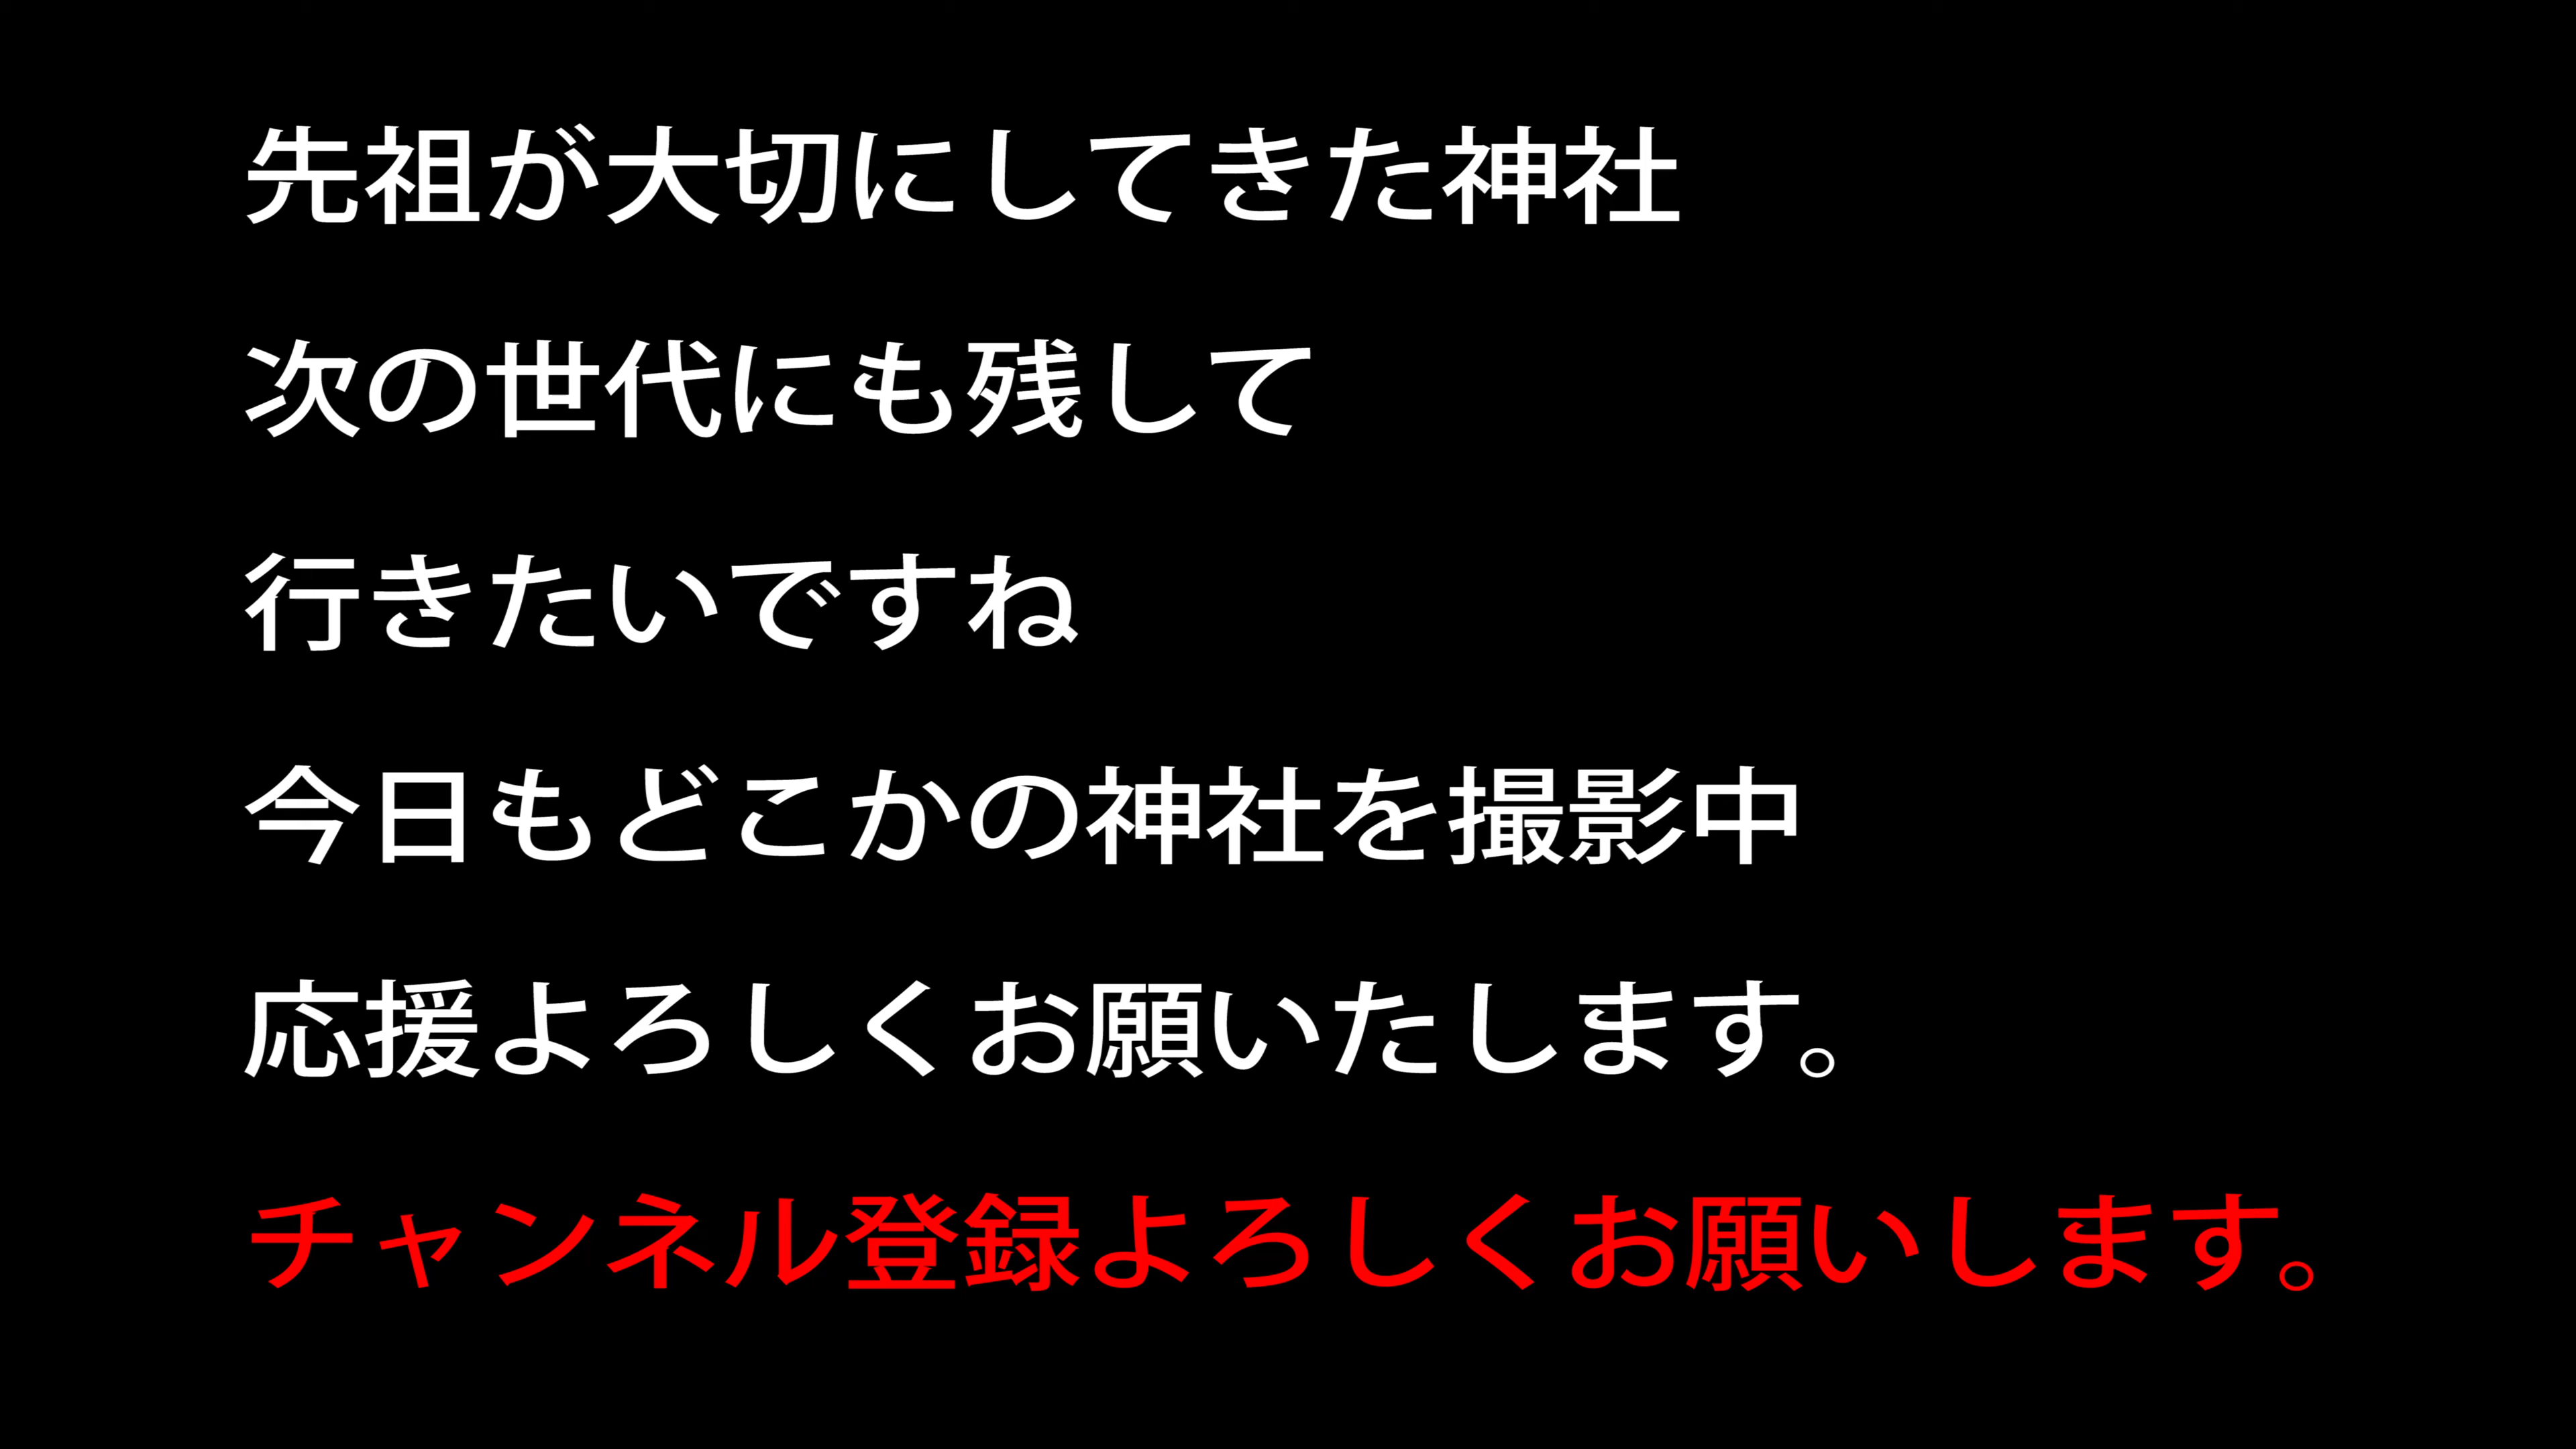 先祖が大切にしてきた神社
次の世代にも残して
行きたいですね
今日もどこかの神社を撮影中
応援よろしくお願いたします。
チャンネル登録よろしくお願いします。